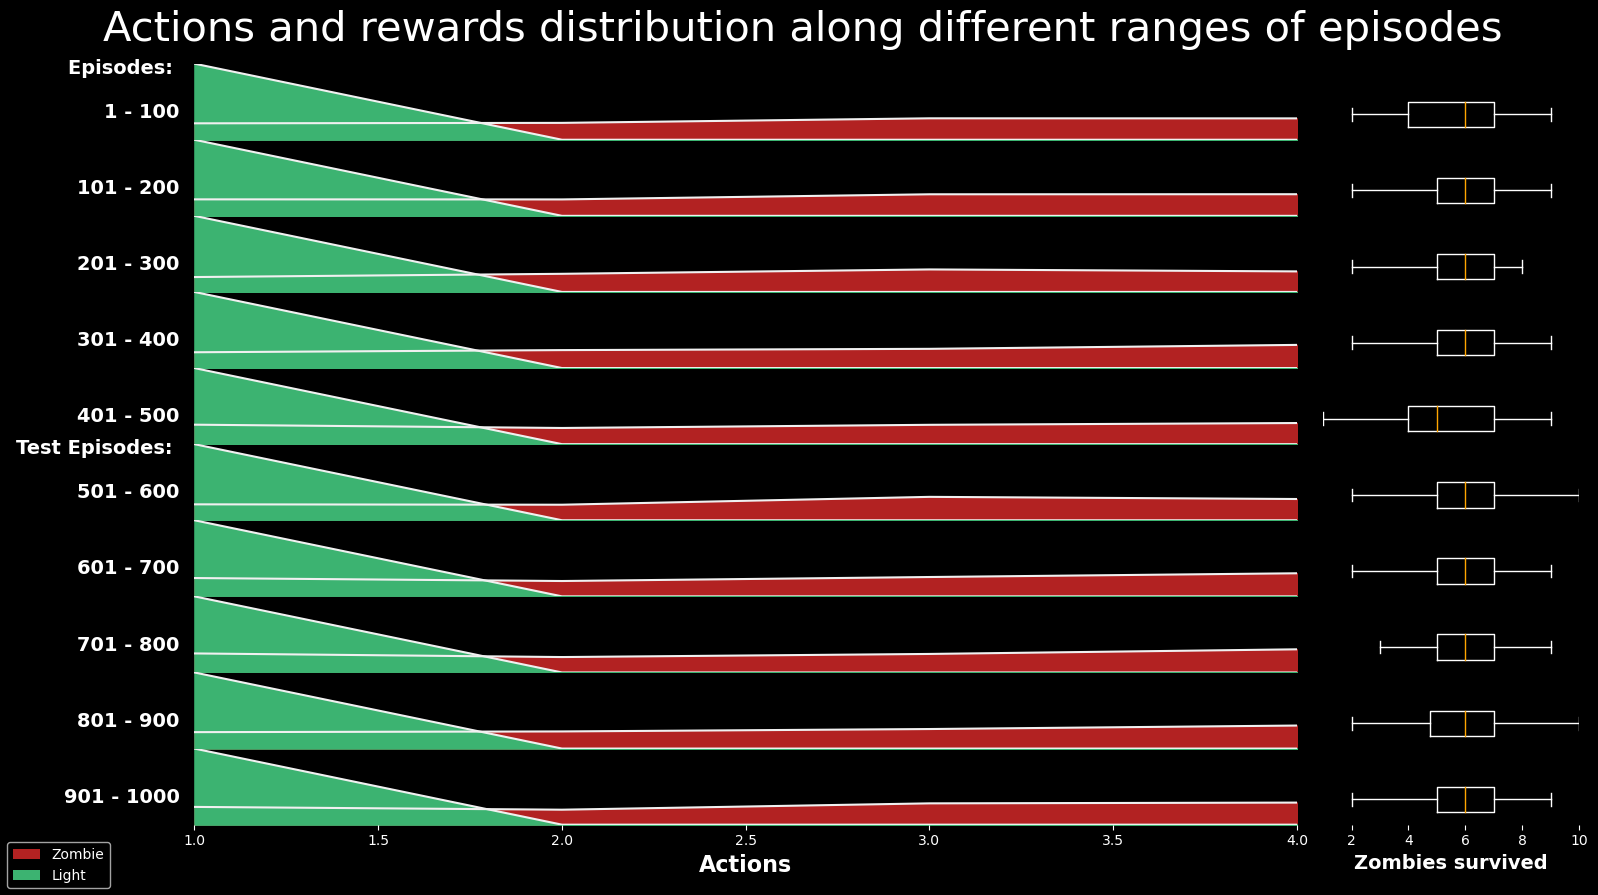 Actions and rewards distribution along different ranges of episodes
Episodes:
1 - 100
101 - 200
201 - 300
301 - 400
401 - 500
Test Episodes:
501 - 600
601 - 700
701 - 800
801 - 900
901 - 1000
1.0 1.5 2.0 2.5 3.0 3.5 4.0
Actions
2 4 6 8 10
Zombies survived
Zombie
Light